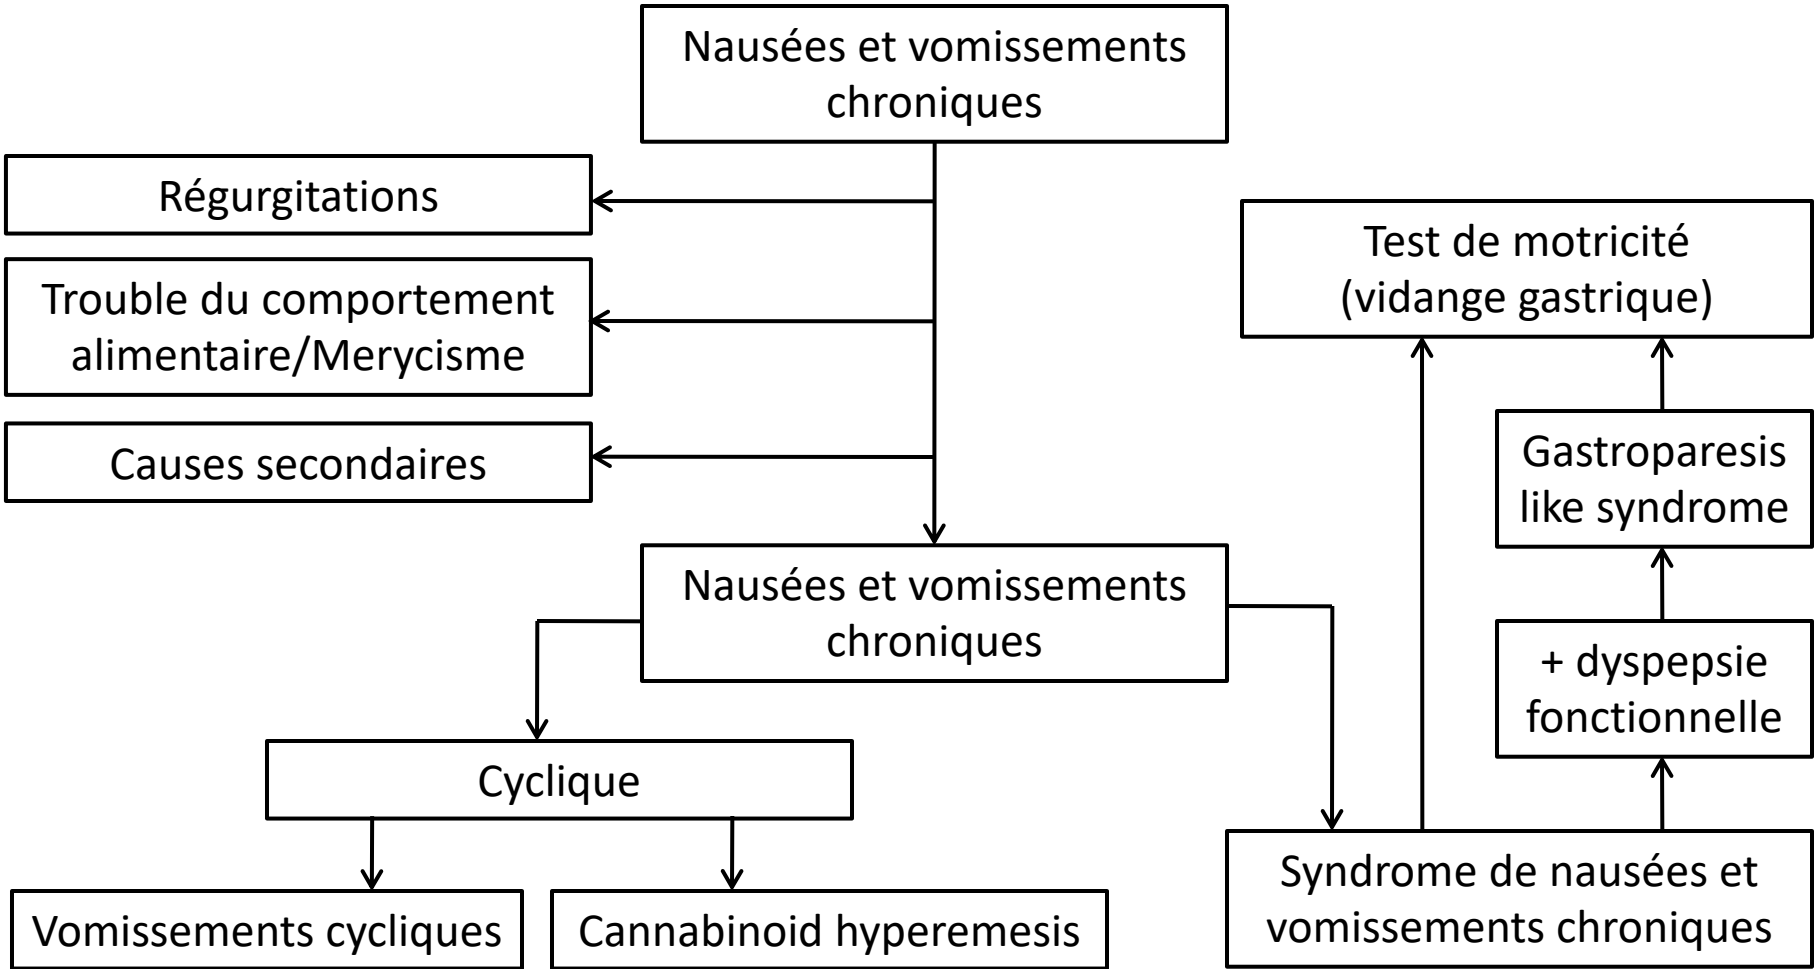 Nausées et vomissements
chroniques
Régurgitations
Trouble du comportement
alimentaire/Merycisme
Causes secondaires
Test de motricité
(vidange gastrique)
Gastroparesis
like syndrome
Nausées et vomissements
chroniques
+ dyspepsie
fonctionnelle
Cyclique
Vomissements cycliques
Cannabinoid hyperemesis
Syndrome de nausées et
vomissements chroniques